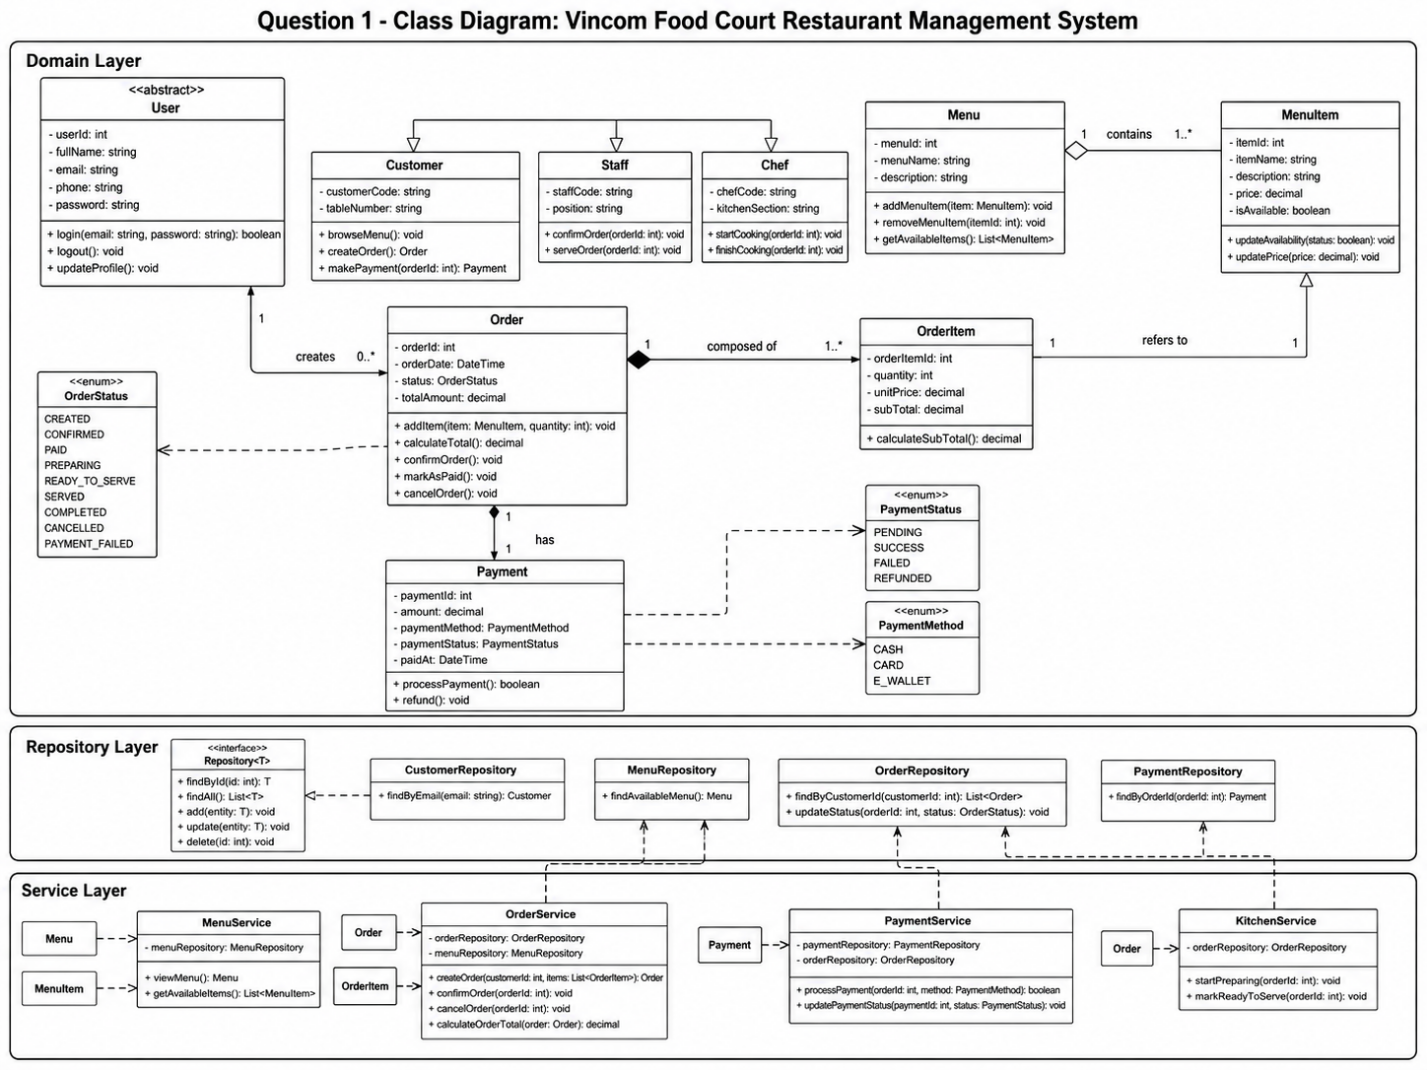 Question 1 - Class Diagram: Vincom Food Court Restaurant Management System
Domain Layer
<<abstract>>
User
- userId: int
- fullName: string
- email: string
- phone: string
- password: string
+ login(email: string, password: string): boolean
+ logout(): void
+ updateProfile(): void
Customer
- customerCode: string
- tableNumber: string
+ browseMenu(): void
+ createOrder(): Order
+ makePayment(orderId: int): Payment
Staff
- staffCode: string
- position: string
+ confirmOrder(orderId: int): void
+ serveOrder(orderId: int): void
Chef
- chefCode: string
- kitchenSection: string
+ startCooking(orderId: int): void
+ finishCooking(orderId: int): void
Menu
- menuId: int
- menuName: string
- description: string
+ addMenuItem(item: MenuItem): void
+ removeMenuItem(itemId: int): void
+ getAvailableItems(): List<MenuItem>
1 contains 1..*
MenuItem
- itemId: int
- itemName: string
- description: string
- price: decimal
- isAvailable: boolean
+ updateAvailability(status: boolean): void
+ updatePrice(price: decimal): void
1
creates 0..*
Order
- orderId: int
- orderDate: DateTime
- status: OrderStatus
- totalAmount: decimal
+ addItem(item: MenuItem, quantity: int): void
+ calculateTotal(): decimal
+ confirmOrder(): void
+ markAsPaid(): void
+ cancelOrder(): void
1 composed of 1..*
OrderItem
- orderItemId: int
- quantity: int
- unitPrice: decimal
- subTotal: decimal
+ calculateSubTotal(): decimal
1 refers to 1
<<enum>>
OrderStatus
CREATED
CONFIRMED
PAID
PREPARING
READY_TO_SERVE
SERVED
COMPLETED
CANCELLED
PAYMENT_FAILED
1
has
1
Payment
- paymentId: int
- amount: decimal
- paymentMethod: PaymentMethod
- paymentStatus: PaymentStatus
- paidAt: DateTime
+ processPayment(): boolean
+ refund(): void
<<enum>>
PaymentStatus
PENDING
SUCCESS
FAILED
REFUNDED
<<enum>>
PaymentMethod
CASH
CARD
E_WALLET
Repository Layer
<<interface>>
Repository<T>
+ findById(id: int): T
+ findAll(): List<T>
+ add(entity: T): void
+ update(entity: T): void
+ delete(id: int): void
CustomerRepository
+ findByEmail(email: string): Customer
MenuRepository
+ findAvailableMenu(): Menu
OrderRepository
+ findByCustomerId(customerId: int): List<Order>
+ updateStatus(orderId: int, status: OrderStatus): void
PaymentRepository
+ findByOrderId(orderId: int): Payment
Service Layer
Menu
MenuItem
MenuService
- menuRepository: MenuRepository
+ viewMenu(): Menu
+ getAvailableItems(): List<MenuItem>
Order
OrderItem
OrderService
- orderRepository: OrderRepository
- menuRepository: MenuRepository
+ createOrder(customerId: int, items: List<OrderItem>): Order
+ confirmOrder(orderId: int): void
+ cancelOrder(orderId: int): void
+ calculateOrderTotal(order: Order): decimal
Payment
PaymentService
- paymentRepository: PaymentRepository
- orderRepository: OrderRepository
+ processPayment(orderId: int, method: PaymentMethod): boolean
+ updatePaymentStatus(paymentId: int, status: PaymentStatus): void
Order
KitchenService
- orderRepository: OrderRepository
+ startPreparing(orderId: int): void
+ markReadyToServe(orderId: int): void